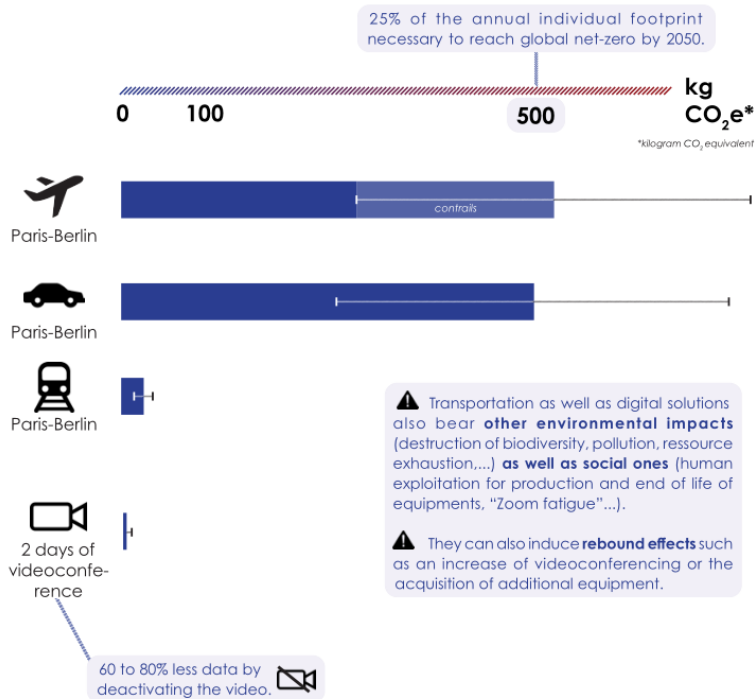 25% of the annual individual footprint
necessary to reach global net-zero by 2050.
0 100 500 kg
CO₂e*
*kilogram CO₂ equivalent
contrails
Paris-Berlin
Paris-Berlin
Paris-Berlin
Transportation as well as digital solutions
also bear other environmental impacts
(destruction of biodiversity, pollution, ressource
exhaustion,...) as well as social ones (human
exploitation for production and end of life of
equipments, “Zoom fatigue”...).
They can also induce rebound effects such
as an increase of videoconferencing or the
acquisition of additional equipment.
2 days of
videoconfe-
rence
60 to 80% less data by
deactivating the video.